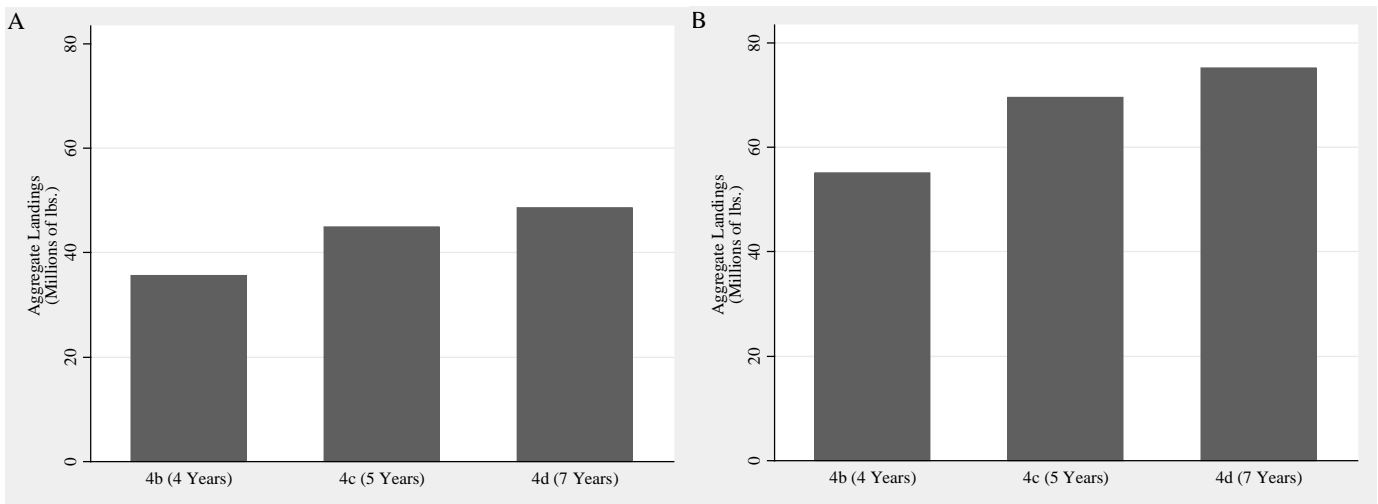 A
80
60
40
20
0
Aggregate Landings
(Millions of lbs.)
4b (4 Years)
4c (5 Years)
4d (7 Years)
B
80
60
40
20
0
Aggregate Landings
(Millions of lbs.)
4b (4 Years)
4c (5 Years)
4d (7 Years)